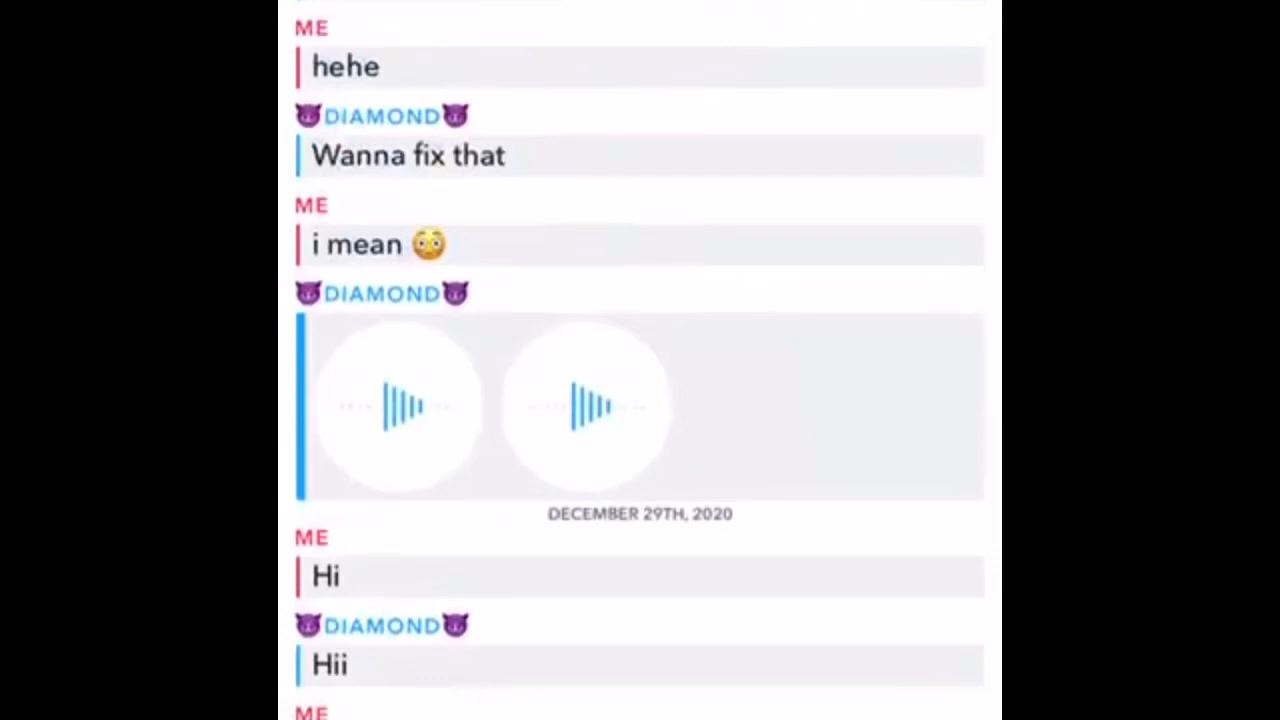 ME
hehe
😈DIAMOND😈
Wanna fix that
ME
i mean 😳
😈DIAMOND😈
DECEMBER 29TH, 2020
ME
Hi
😈DIAMOND😈
Hii
ME